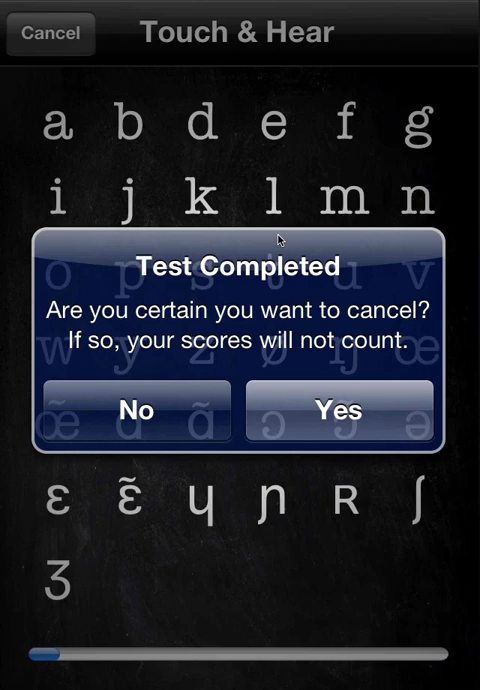 Cancel
Touch & Hear
a b d e f g
i j k l m n
o p s t u v
Test Completed
Are you certain you want to cancel?
If so, your scores will not count.
w y z ø ŋ œ
No
Yes
œ̃ ɑ ɑ̃ ɔ ɔ̃ ə
ɛ ɛ̃ ɥ ɲ ʀ ʃ
ʒ